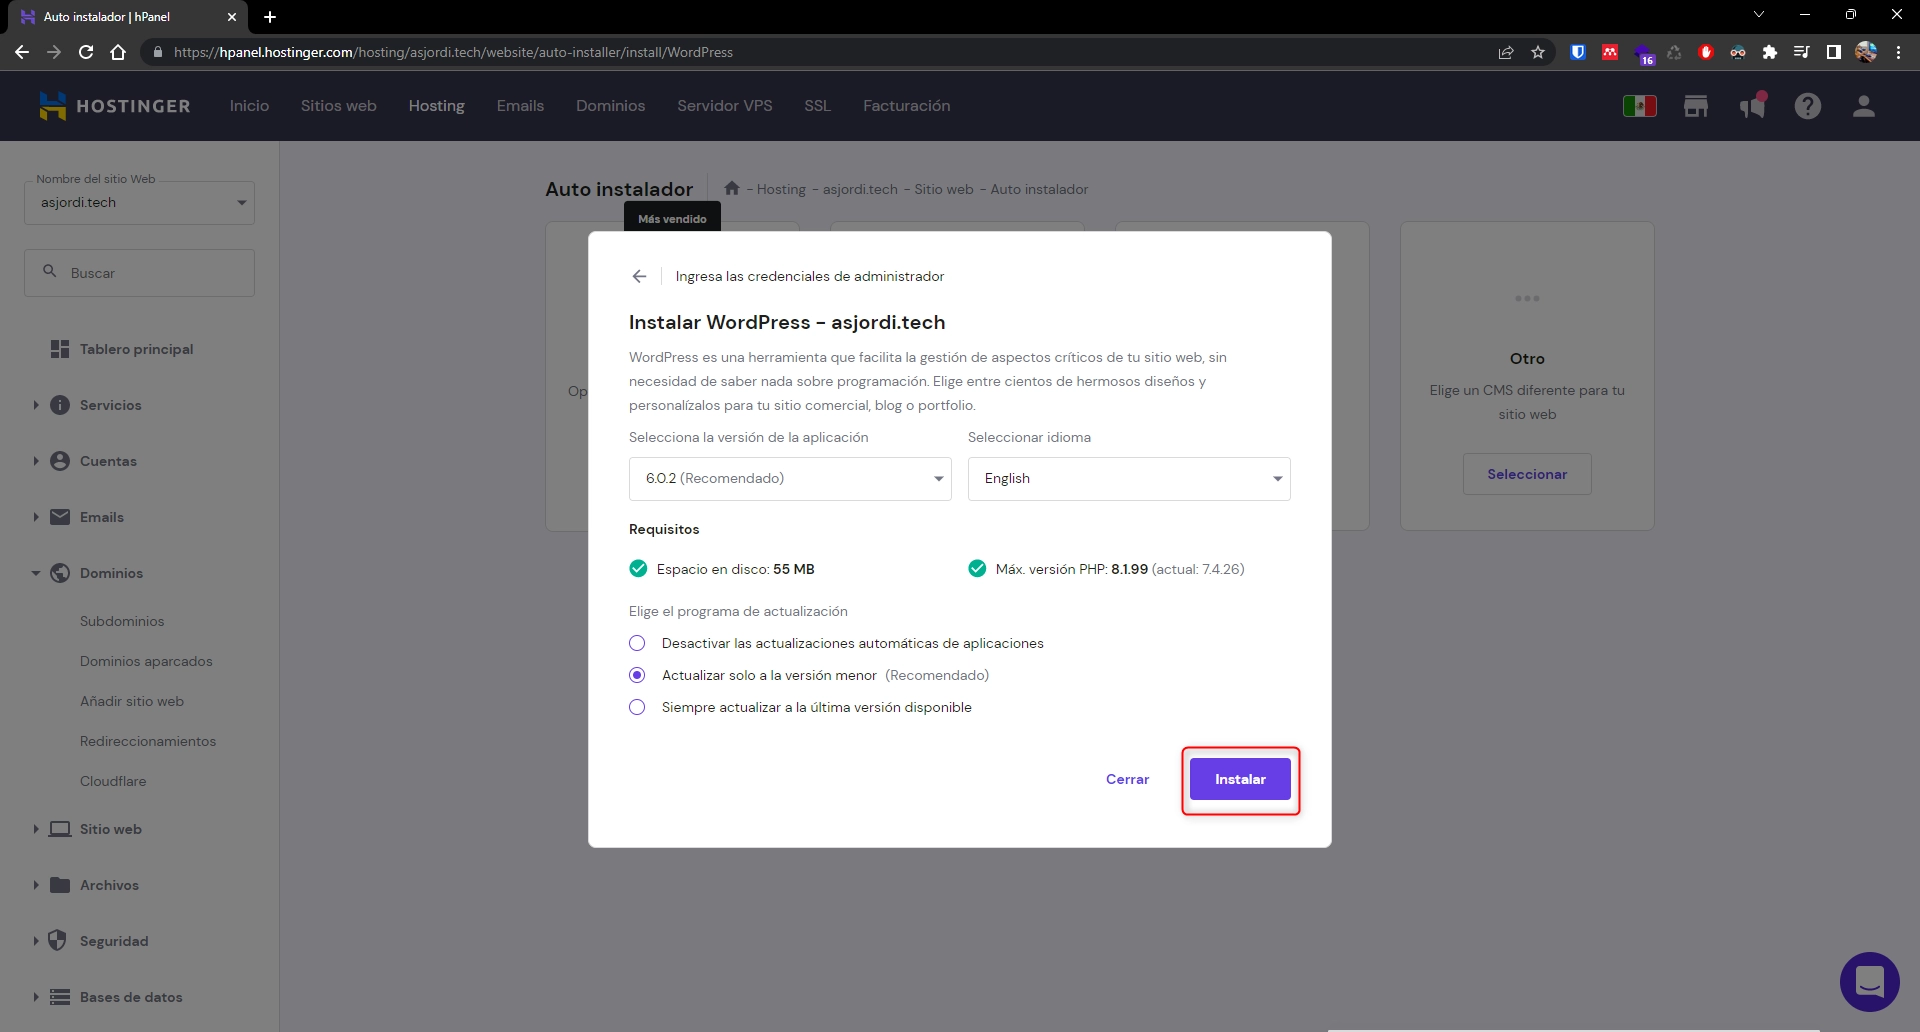 Auto instalador | hPanel
https://hpanel.hostinger.com/hosting/asjordi.tech/website/auto-installer/install/WordPress
16
HOSTINGER
Inicio
Sitios web
Hosting
Emails
Dominios
Servidor VPS
SSL
Facturación
Nombre del sitio Web
asjordi.tech
Buscar
Tablero principal
Servicios
Cuentas
Emails
Dominios
Subdominios
Dominios aparcados
Añadir sitio web
Redireccionamientos
Cloudflare
Sitio web
Archivos
Seguridad
Bases de datos
Auto instalador
- Hosting - asjordi.tech - Sitio web - Auto instalador
Más vendido
Op
Ingresa las credenciales de administrador
Instalar WordPress - asjordi.tech
WordPress es una herramienta que facilita la gestión de aspectos críticos de tu sitio web, sin
necesidad de saber nada sobre programación. Elige entre cientos de hermosos diseños y
personalízalos para tu sitio comercial, blog o portfolio.
Selecciona la versión de la aplicación
Seleccionar idioma
6.0.2 (Recomendado)
English
Requisitos
Espacio en disco: 55 MB
Máx. versión PHP: 8.1.99 (actual: 7.4.26)
Elige el programa de actualización
Desactivar las actualizaciones automáticas de aplicaciones
Actualizar solo a la versión menor (Recomendado)
Siempre actualizar a la última versión disponible
Cerrar
Instalar
Otro
Elige un CMS diferente para tu
sitio web
Seleccionar